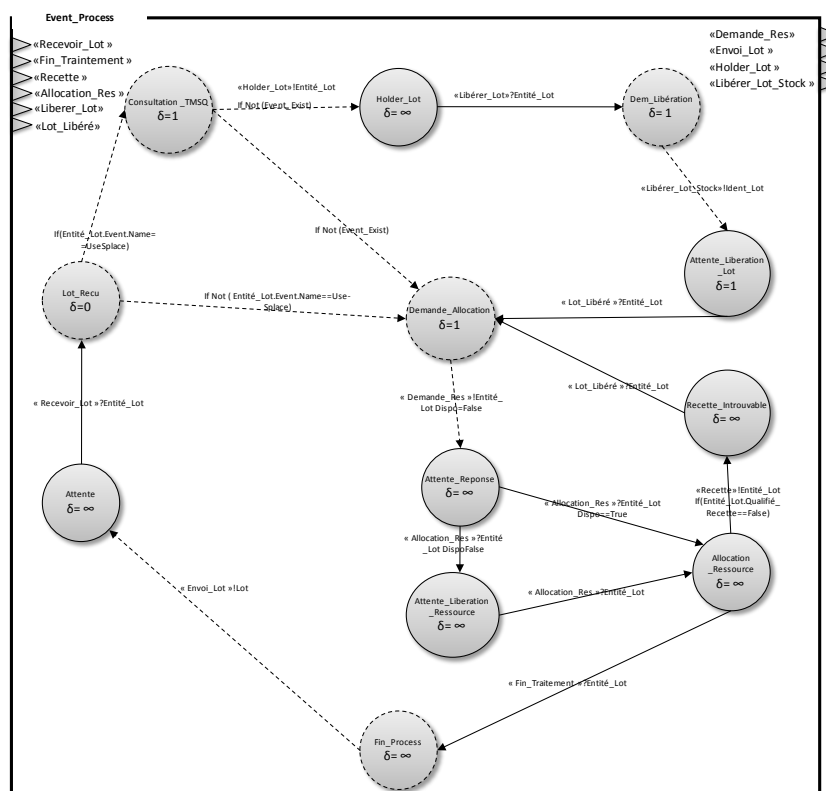 Event_Process
«Recevoir_Lot »
«Fin_Traintement »
«Recette »
«Allocation_Res »
«Liberer_Lot»
«Lot_Libéré»
«Demande_Res»
«Envoi_Lot »
«Holder_Lot »
«Libérer_Lot_Stock »
Consultation _TMSQ
δ=1
«Holder_Lot»!Entité_Lot
If Not (Event_Exist)
Holder_Lot
δ= ∞
«Libérer_Lot»?Entité_Lot
Dem_Libération
δ= 1
«Libérer_Lot_Stock»!Ident_Lot
If(Entité_Lot.Event.Name=
=UseSplace)
If Not (Event_Exist)
Attente_Liberation
_Lot
δ=1
Lot_Recu
δ=0
If Not ( Entité_Lot.Event.Name==Use-
Splace)
Demande_Allocation
δ=1
« Lot_Libéré »?Entité_Lot
« Lot_Libéré »?Entité_Lot
« Recevoir_Lot »?Entité_Lot
« Demande_Res »!Entité_
Lot Dispo=False
Recette_Introuvable
δ= ∞
Attente
δ= ∞
Attente_Reponse
δ= ∞
« Allocation_Res »?Entité_Lot
Dispo==True
«Recette»!Entité_Lot
If(Entité_Lot.Qualifié_
Recette==False)
« Allocation_Res »?Entité
_Lot DispoFalse
Allocation
_Ressource
δ= ∞
« Envoi_Lot »!Lot
Attente_Liberation
_Ressource
δ= ∞
« Allocation_Res »?Entité_Lot
« Fin_Traitement »?Entité_Lot
Fin_Process
δ= ∞